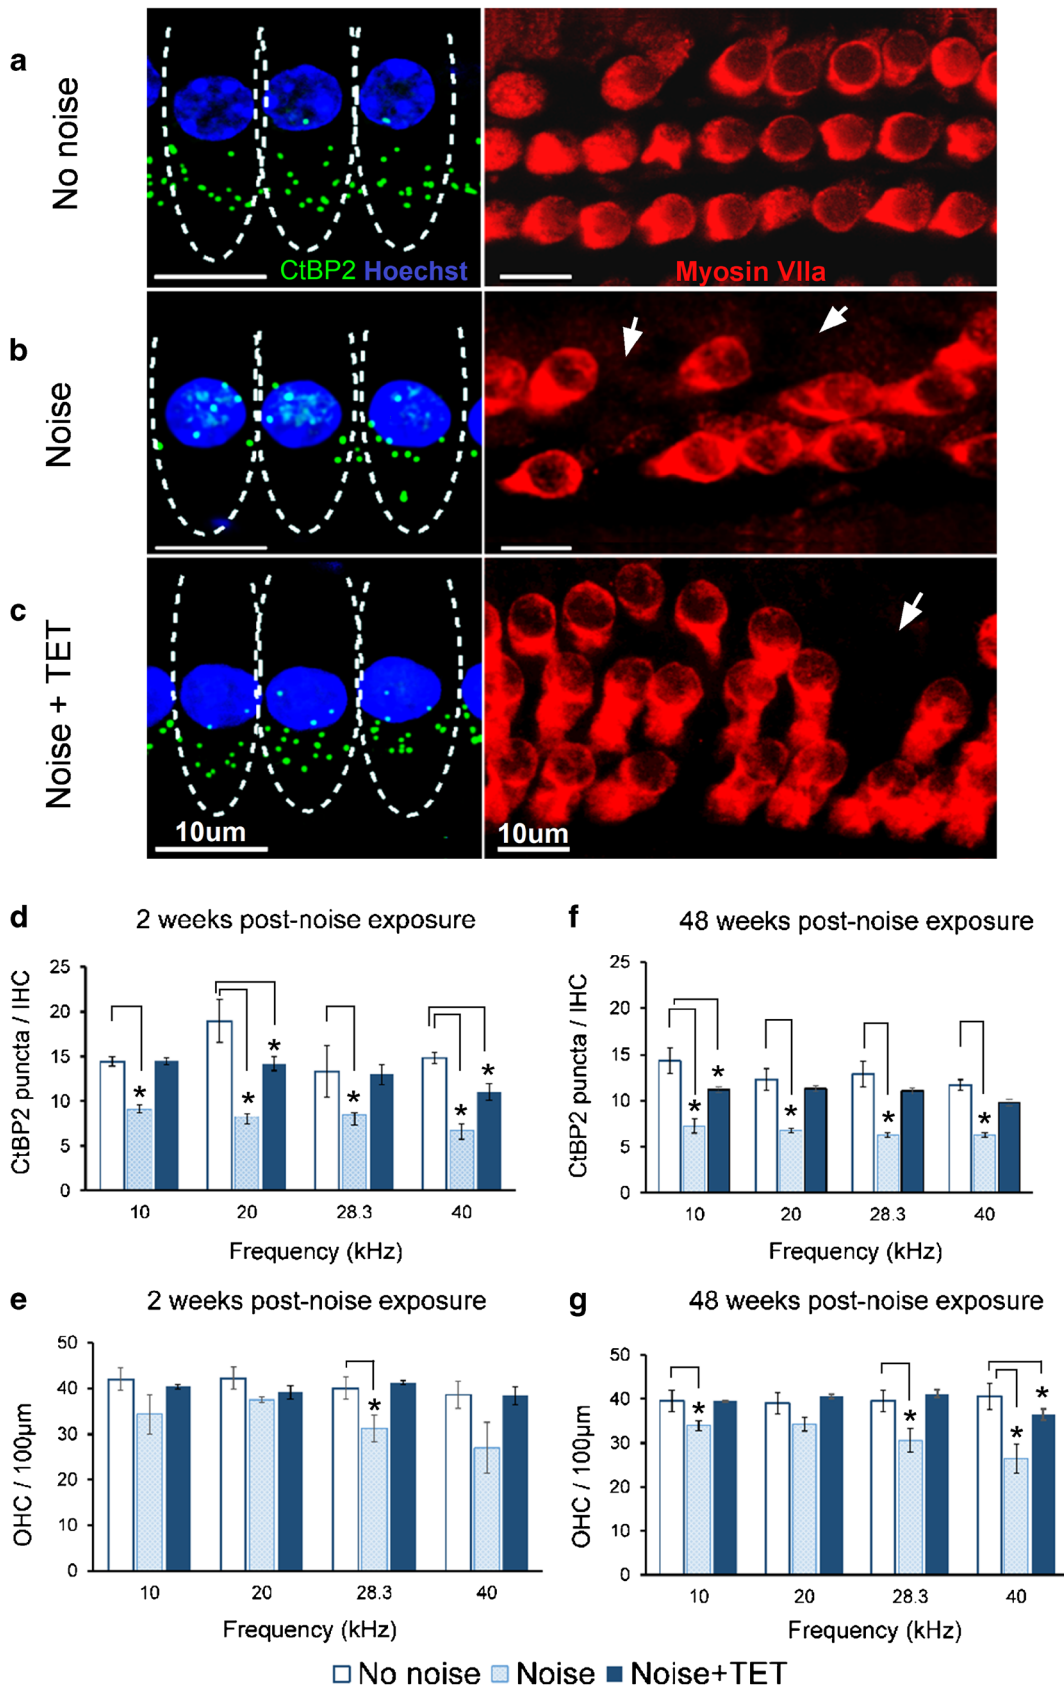 a
No noise
CtBP2 Hoechst
Myosin VIIa
b
Noise
c
Noise + TET
10um
10um
d
2 weeks post-noise exposure
CtBP2 puncta / IHC
25
20
15
10
5
0
10 20 28.3 40
Frequency (kHz)
* * * * * *
f
48 weeks post-noise exposure
CtBP2 puncta / IHC
25
20
15
10
5
0
10 20 28.3 40
Frequency (kHz)
* * * * *
e
2 weeks post-noise exposure
OHC / 100µm
50
40
30
20
10
0
10 20 28.3 40
Frequency (kHz)
*
g
48 weeks post-noise exposure
OHC / 100µm
50
40
30
20
10
0
10 20 28.3 40
Frequency (kHz)
* * * *
No noise Noise Noise+TET